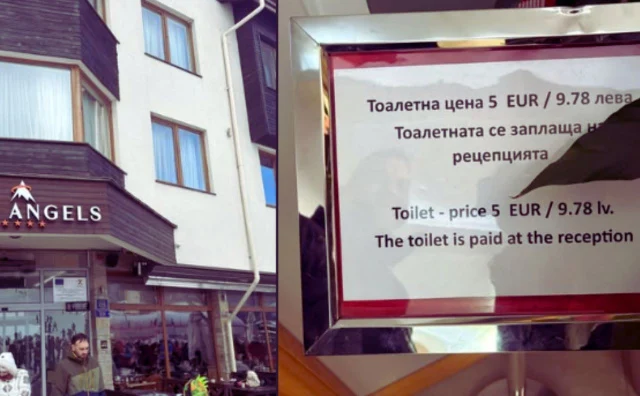 ANGELS
Тоалетна цена 5 EUR / 9.78 лева
Тоалетната се заплаща
рецепцията
Toilet - price 5 EUR / 9.78 lv.
The toilet is paid at the reception